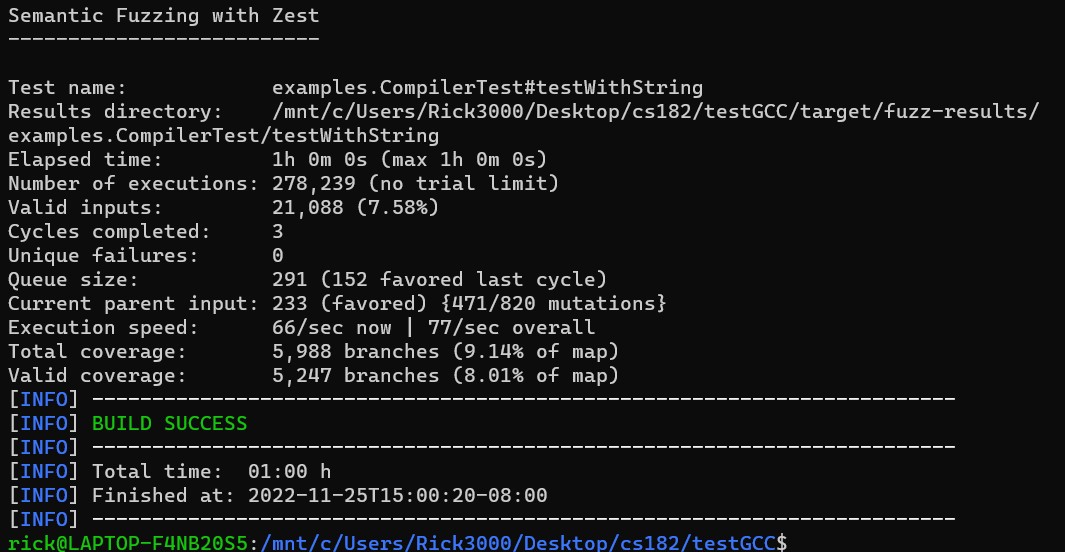 Semantic Fuzzing with Zest
--------------------------
Test name:            examples.CompilerTest#testWithString
Results directory:    /mnt/c/Users/Rick3000/Desktop/cs182/testGCC/target/fuzz-results/
examples.CompilerTest/testWithString
Elapsed time:         1h 0m 0s (max 1h 0m 0s)
Number of executions: 278,239 (no trial limit)
Valid inputs:         21,088 (7.58%)
Cycles completed:     3
Unique failures:      0
Queue size:           291 (152 favored last cycle)
Current parent input: 233 (favored) {471/820 mutations}
Execution speed:      66/sec now | 77/sec overall
Total coverage:       5,988 branches (9.14% of map)
Valid coverage:       5,247 branches (8.01% of map)
[INFO] ------------------------------------------------------------------------
[INFO] BUILD SUCCESS
[INFO] ------------------------------------------------------------------------
[INFO] Total time:  01:00 h
[INFO] Finished at: 2022-11-25T15:00:20-08:00
[INFO] ------------------------------------------------------------------------
rick@LAPTOP-F4NB20S5:/mnt/c/Users/Rick3000/Desktop/cs182/testGCC$